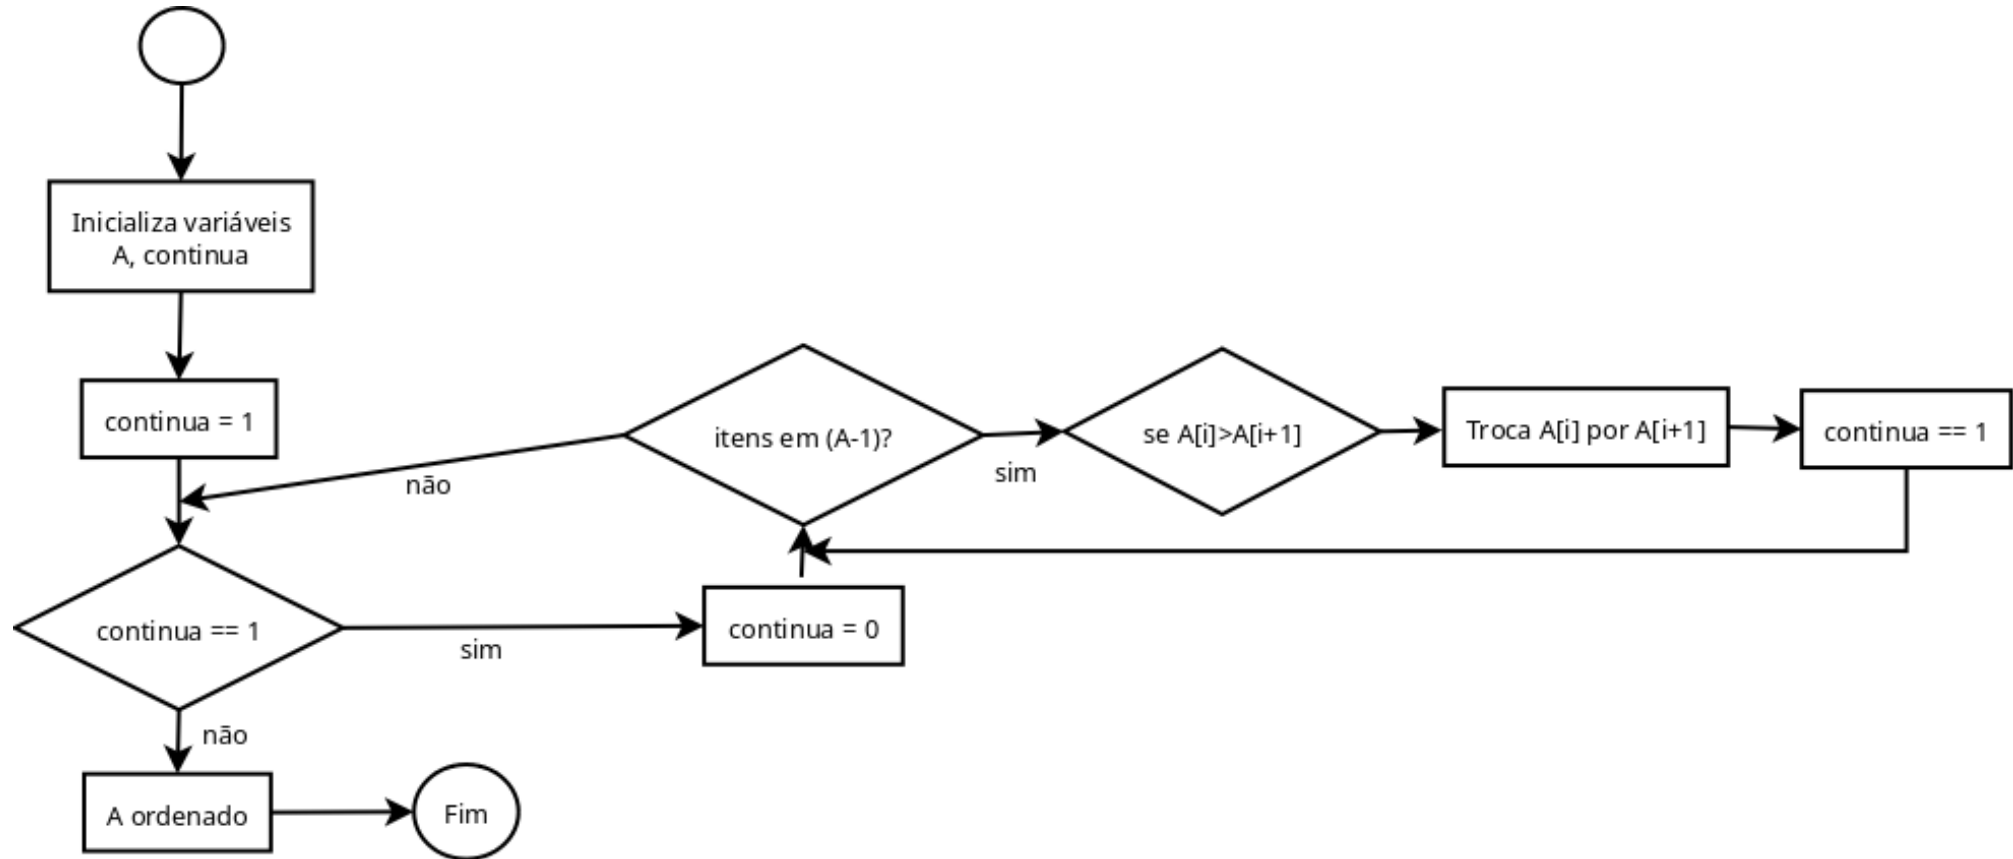 Inicializa variáveis
A, continua
continua = 1
continua == 1
sim
não
continua = 0
itens em (A-1)?
não
sim
se A[i]>A[i+1]
Troca A[i] por A[i+1]
continua == 1
A ordenado
Fim